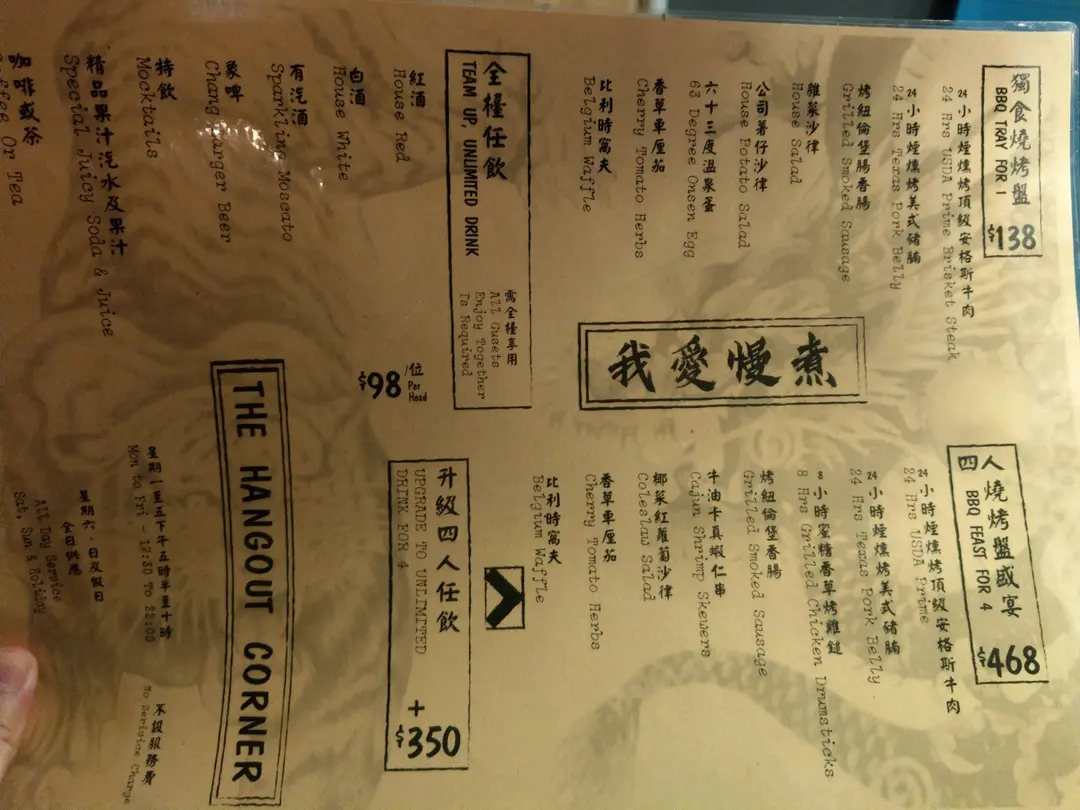 獨食燒烤盤
BBQ TRAY FOR 1
$138
24小時煙燻烤頂級安格斯牛肉
24 Hrs USDA Prime Brisket Steak
24小時煙燻烤美式豬腩
24 Hrs Texas Pork Belly
烤紐倫堡腸香腸
Grilled Smoked Sausage
雜菜沙律
House Salad
公司薯仔沙律
House Potato Salad
六十三度溫泉蛋
63 Degree Onsen Egg
香草車厘茄
Cherry Tomato Herbs
比利時窩夫
Belgium Waffle
我愛慢煮
四人燒烤盤盛宴
BBQ FEAST FOR 4
$468
24小時煙燻烤頂級安格斯牛肉
24 Hrs USDA Prime
24小時煙燻烤美式豬腩
24 Hrs Texas Pork Belly
8小時蜜糖香草烤雞鎚
8 Hrs Grilled Chicken Drumsticks
烤紐倫堡香腸
Grilled Smoked Sausage
牛油卡真蝦仁串
Cajun Shrimp Skewers
椰菜紅蘿蔔沙律
Coleslaw Salad
香草車厘茄
Cherry Tomato Herbs
比利時窩夫
Belgium Waffle
升級四人任飲
UPGRADE TO UNLIMITED
DRINK FOR 4
+
$350
全檯任飲
TEAM UP, UNLIMITED DRINK
需全檯享用
All Gusets
Enjoy Together
Is Required
$98
/位
Per
Head
紅酒
House Red
白酒
House White
有汽酒
Sparkling Moscato
象啤
Chang Charger Beer
特飲
Mocktails
精品果汁汽水及果汁
Special Juicy Soda & Juice
咖啡或茶
Coffee Or Tea
THE HANGOUT CORNER
星期一至五下午五時半至十時
Mon to Fri - 17:30 To 22:00
星期六、日及假日
全日供應
All Day Service
Sat, Sun & Holiday
不設服務費
No Serivice Charge